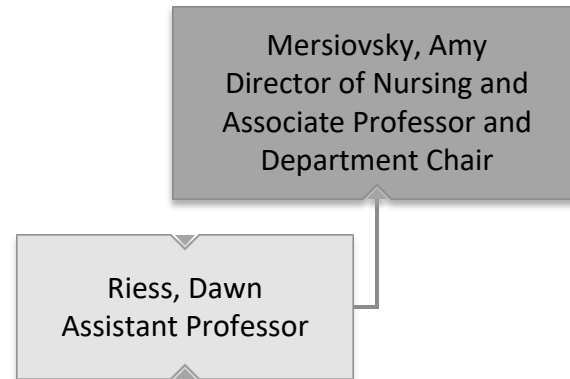 Mersiovsky, Amy
Director of Nursing and
Associate Professor and
Department Chair
Riess, Dawn
Assistant Professor